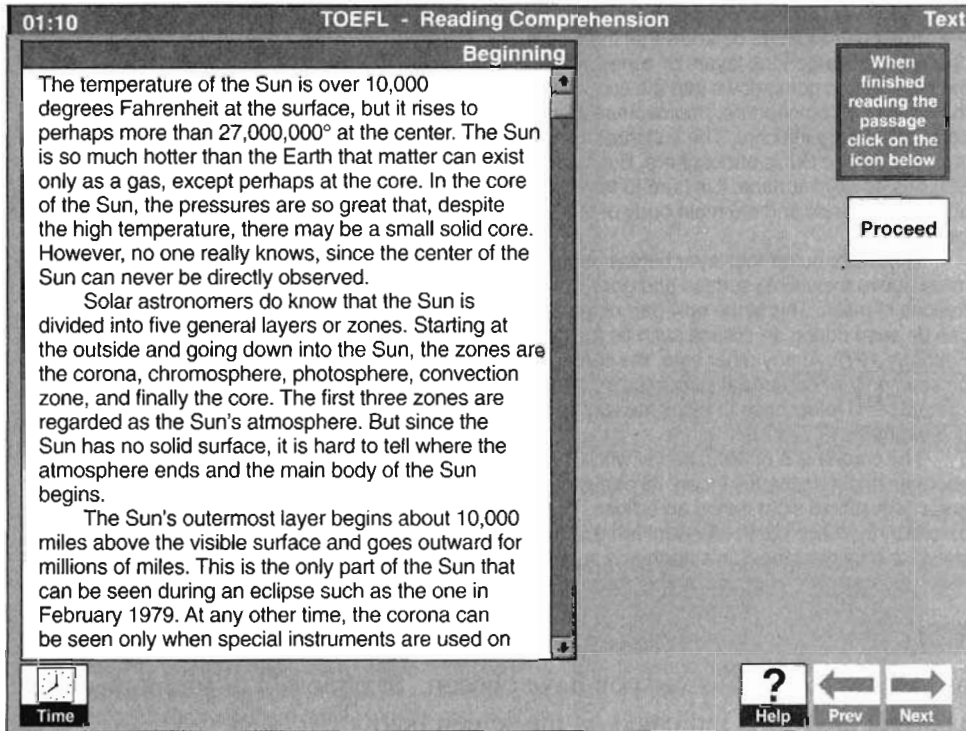 01:10
TOEFL - Reading Comprehension
Text
Beginning
The temperature of the Sun is over 10,000
degrees Fahrenheit at the surface, but it rises to
perhaps more than 27,000,000° at the center. The Sun
is so much hotter than the Earth that matter can exist
only as a gas, except perhaps at the core. In the core
of the Sun, the pressures are so great that, despite
the high temperature, there may be a small solid core.
However, no one really knows, since the center of the
Sun can never be directly observed.
Solar astronomers do know that the Sun is
divided into five general layers or zones. Starting at
the outside and going down into the Sun, the zones are
the corona, chromosphere, photosphere, convection
zone, and finally the core. The first three zones are
regarded as the Sun's atmosphere. But since the
Sun has no solid surface, it is hard to tell where the
atmosphere ends and the main body of the Sun
begins.
The Sun's outermost layer begins about 10,000
miles above the visible surface and goes outward for
millions of miles. This is the only part of the Sun that
can be seen during an eclipse such as the one in
February 1979. At any other time, the corona can
be seen only when special instruments are used on
When
finished
reading the
passage
click on the
icon below
Proceed
Time
?
Help
Prev
Next